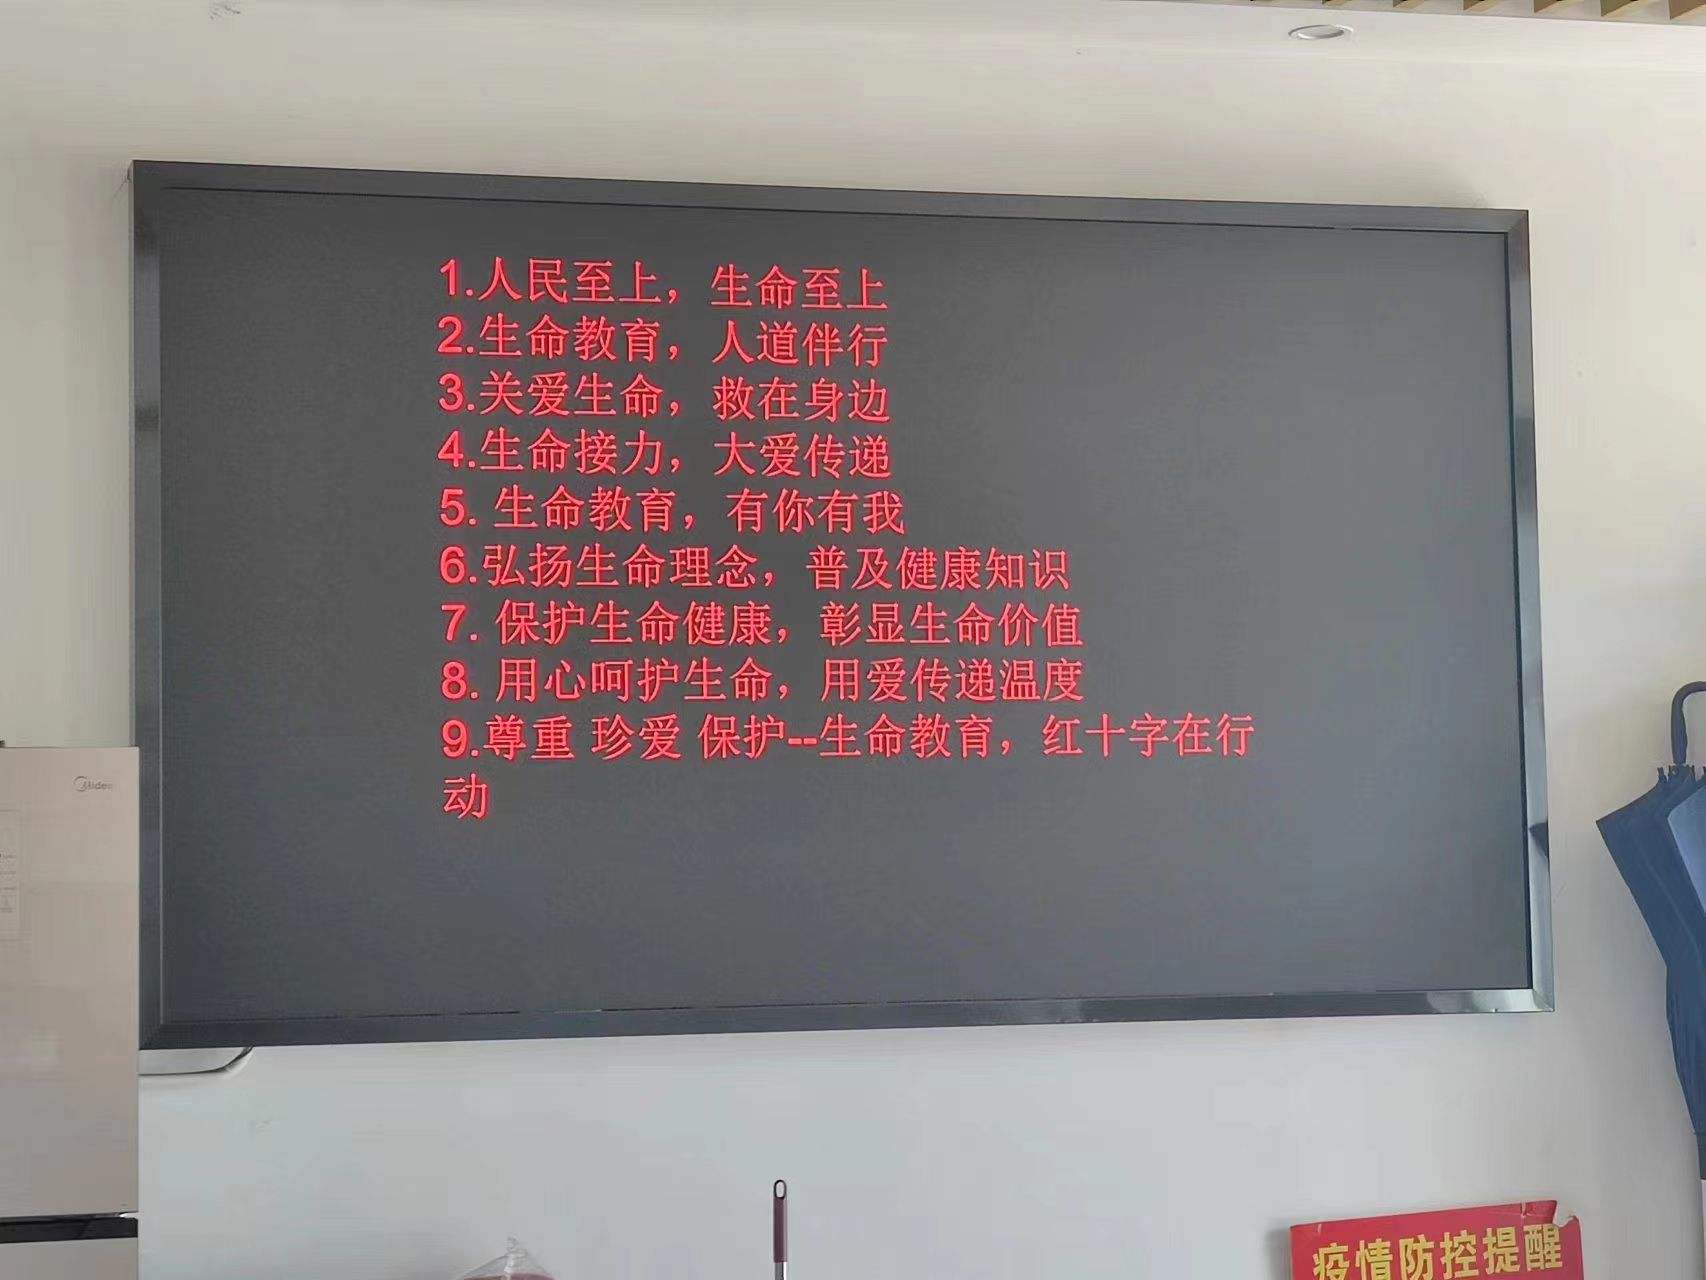 1.人民至上，生命至上
2.生命教育，人道伴行
3.关爱生命，救在身边
4.生命接力，大爱传递
5. 生命教育，有你有我
6.弘扬生命理念，普及健康知识
7. 保护生命健康，彰显生命价值
8. 用心呵护生命，用爱传递温度
9.尊重 珍爱 保护--生命教育，红十字在行
动
Midea
疫情防控提醒